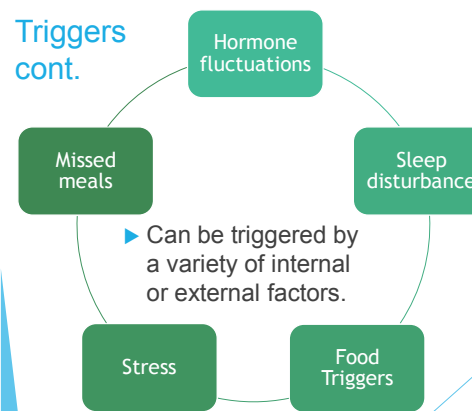 Triggers
cont.
Hormone
fluctuations
Sleep
disturbance
Food
Triggers
Stress
Missed
meals
Can be triggered by
a variety of internal
or external factors.